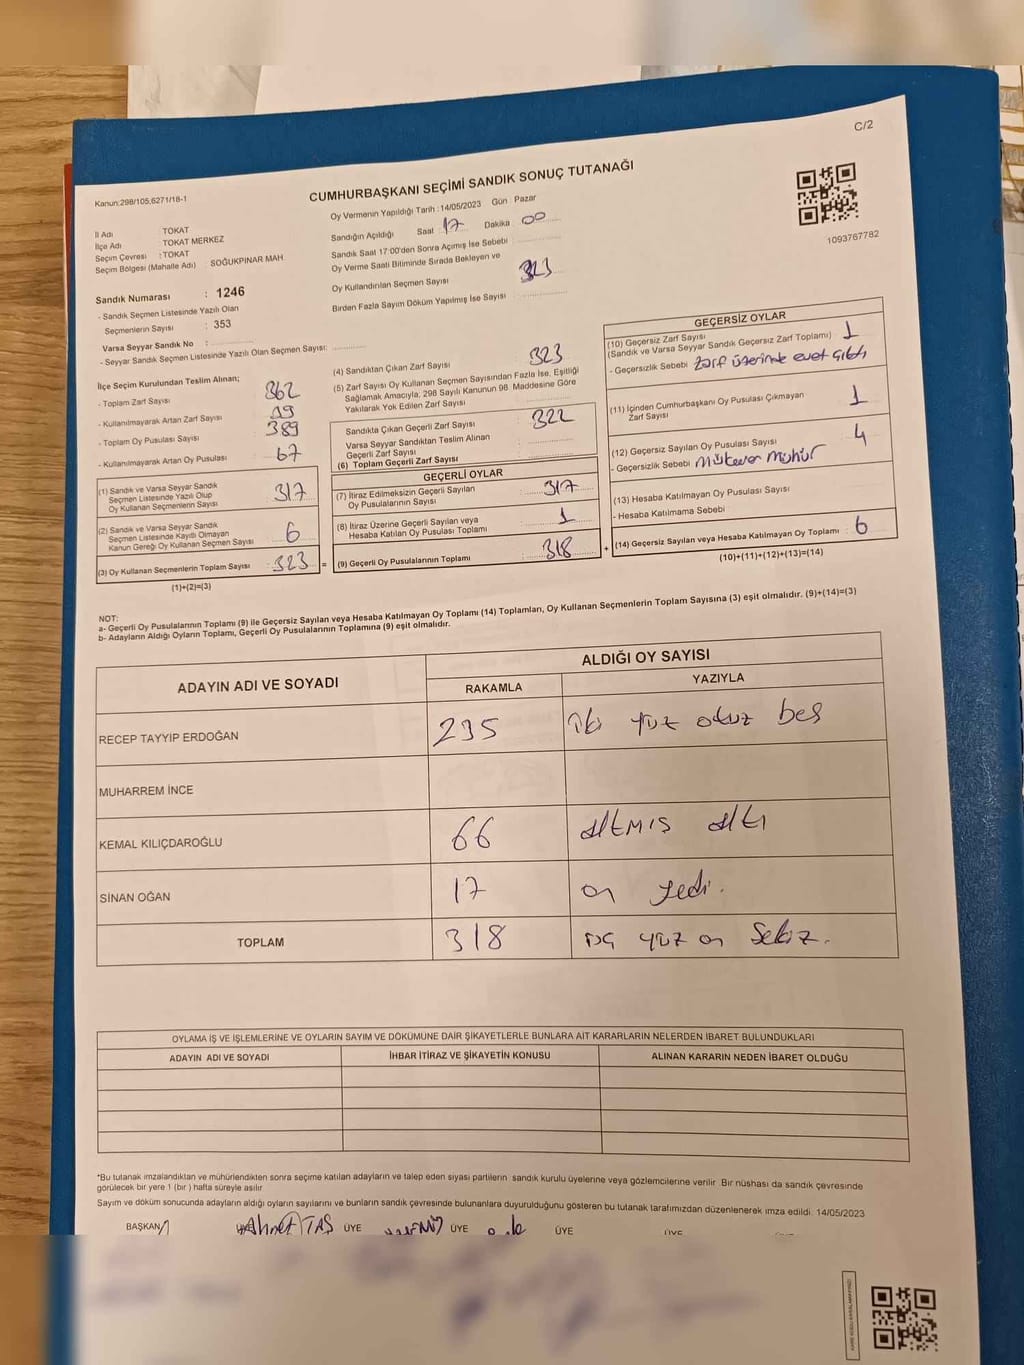 C/2
Kanun:298/105;6271/18-1
CUMHURBAŞKANI SEÇİMİ SANDIK SONUÇ TUTANAĞI
1093767782
İl Adı TOKAT
İlçe Adı TOKAT MERKEZ
Seçim Çevresi : TOKAT
Seçim Bölgesi (Mahalle Adı) SOĞUKPINAR MAH
Sandık Numarası : 1246
- Sandık Seçmen Listesinde Yazılı Olan
Seçmenlerin Sayısı : 353
Varsa Seyyar Sandık No :
- Seyyar Sandık Seçmen Listesinde Yazılı Olan Seçmen Sayısı:
Oy Vermenin Yapıldığı Tarih : 14/05/2023 Gün Pazar
Sandığın Açıldığı Saat 17 Dakika 00
Sandık Saat 17:00'den Sonra Açılmış İse Sebebi
Oy Verme Saati Bitiminde Sırada Bekleyen ve
Oy Kullandırılan Seçmen Sayısı 323
Birden Fazla Sayım Döküm Yapılmış İse Sayısı
İlçe Seçim Kurulundan Teslim Alınan;
- Toplam Zarf Sayısı 362
- Kullanılmayarak Artan Zarf Sayısı 39
- Toplam Oy Pusulası Sayısı 389
- Kullanılmayarak Artan Oy Pusulası 67
(1) Sandık ve Varsa Seyyar Sandık
Seçmen Listesinde Yazılı Olup
Oy Kullanan Seçmenlerin Sayısı 317
(2) Sandık ve Varsa Seyyar Sandık
Seçmen Listesinde Kayıtlı Olmayan
Kanun Gereği Oy Kullanan Seçmen Sayısı 6
(3) Oy Kullanan Seçmenlerin Toplam Sayısı : 323 =
(1)+(2)=(3)
(4) Sandıktan Çıkan Zarf Sayısı 323
(5) Zarf Sayısı Oy Kullanan Seçmen Sayısından Fazla İse, Eşitliği
Sağlamak Amacıyla, 298 Sayılı Kanunun 98. Maddesine Göre
Yakılarak Yok Edilen Zarf Sayısı
Sandıkta Çıkan Geçerli Zarf Sayısı 322
Varsa Seyyar Sandıktan Teslim Alınan
Geçerli Zarf Sayısı
(6) Toplam Geçerli Zarf Sayısı
GEÇERLİ OYLAR
(7) İtiraz Edilmeksizin Geçerli Sayılan
Oy Pusulalarının Sayısı : 317
(8) İtiraz Üzerine Geçerli Sayılan veya
Hesaba Katılan Oy Pusulası Toplamı 1
(9) Geçerli Oy Pusulalarının Toplamı : 318 +
GEÇERSİZ OYLAR
(10) Geçersiz Zarf Sayısı
(Sandık ve Varsa Seyyar Sandık Geçersiz Zarf Toplamı) 1
- Geçersizlik Sebebi Zarf üzerinde evet çıktı
(11) İçinden Cumhurbaşkanı Oy Pusulası Çıkmayan
Zarf Sayısı 1
(12) Geçersiz Sayılan Oy Pusulası Sayısı 4
- Geçersizlik Sebebi Mükerrer Mühür
(13) Hesaba Katılmayan Oy Pusulası Sayısı
- Hesaba Katılmama Sebebi
(14) Geçersiz Sayılan veya Hesaba Katılmayan Oy Toplamı : 6
(10)+(11)+(12)+(13)=(14)
NOT:
a- Geçerli Oy Pusulalarının Toplamı (9) ile Geçersiz Sayılan veya Hesaba Katılmayan Oy Toplamı (14) Toplamları, Oy Kullanan Seçmenlerin Toplam Sayısına (3) eşit olmalıdır. (9)+(14)=(3)
b- Adayların Aldığı Oyların Toplamı, Geçerli Oy Pusulalarının Toplamına (9) eşit olmalıdır.
ADAYIN ADI VE SOYADI
ALDIĞI OY SAYISI
RAKAMLA YAZIYLA
RECEP TAYYIP ERDOĞAN 235 iki yüz otuz beş
MUHARREM İNCE
KEMAL KILIÇDAROĞLU 66 altmış altı
SİNAN OĞAN 17 on yedi.
TOPLAM 318 üç yüz on sekiz.
OYLAMA İŞ VE İŞLEMLERİNE VE OYLARIN SAYIM VE DÖKÜMÜNE DAİR ŞİKAYETLERLE BUNLARA AİT KARARLARIN NELERDEN İBARET BULUNDUKLARI
ADAYIN ADI VE SOYADI İHBAR İTİRAZ VE ŞİKAYETİN KONUSU ALINAN KARARIN NEDEN İBARET OLDUĞU
*Bu tutanak imzalandıktan ve mühürlendikten sonra seçime katılan adayların ve talep eden siyasi partilerin sandık kurulu üyelerine veya gözlemcilerine verilir. Bir nüshası da sandık çevresinde
görülecek bir yere 1 (bir) hafta süreyle asılır
Sayım ve döküm sonucunda adayların aldığı oyların sayılarını ve bunların sandık çevresinde bulunanlara duyurulduğunu gösteren bu tutanak tarafımızdan düzenlenerek imza edildi. 14/05/2023
BAŞKAN Ahmet TAŞ ÜYE ÜYE ÜYE ÜYE